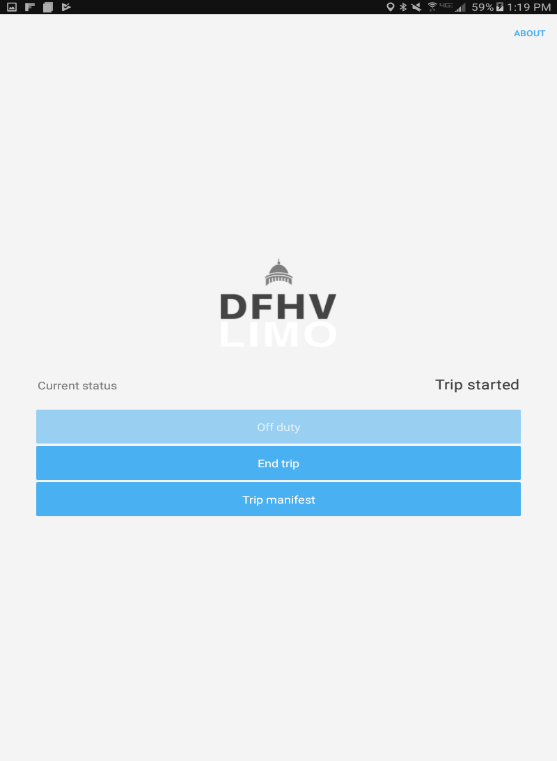 59% 1:19 PM
ABOUT
DFHV
LIMO
Current status
Trip started
Off duty
End trip
Trip manifest